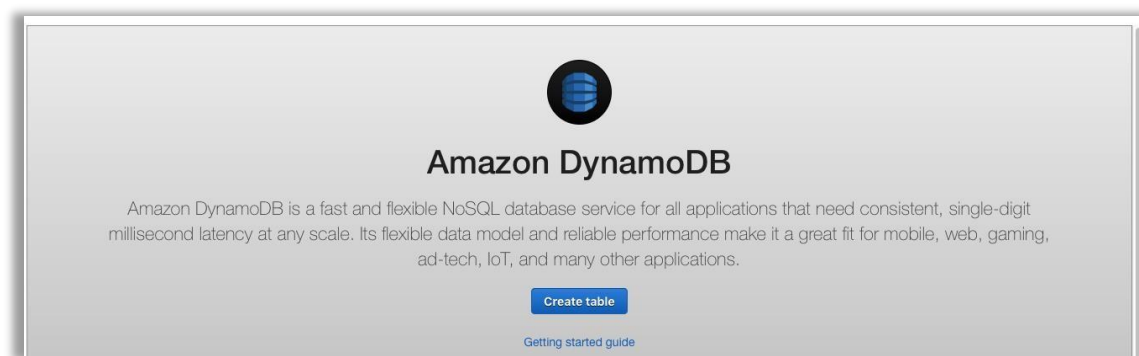 Amazon DynamoDB
Amazon DynamoDB is a fast and flexible NoSQL database service for all applications that need consistent, single-digit
millisecond latency at any scale. Its flexible data model and reliable performance make it a great fit for mobile, web, gaming,
ad-tech, IoT, and many other applications.
Create table
Getting started guide